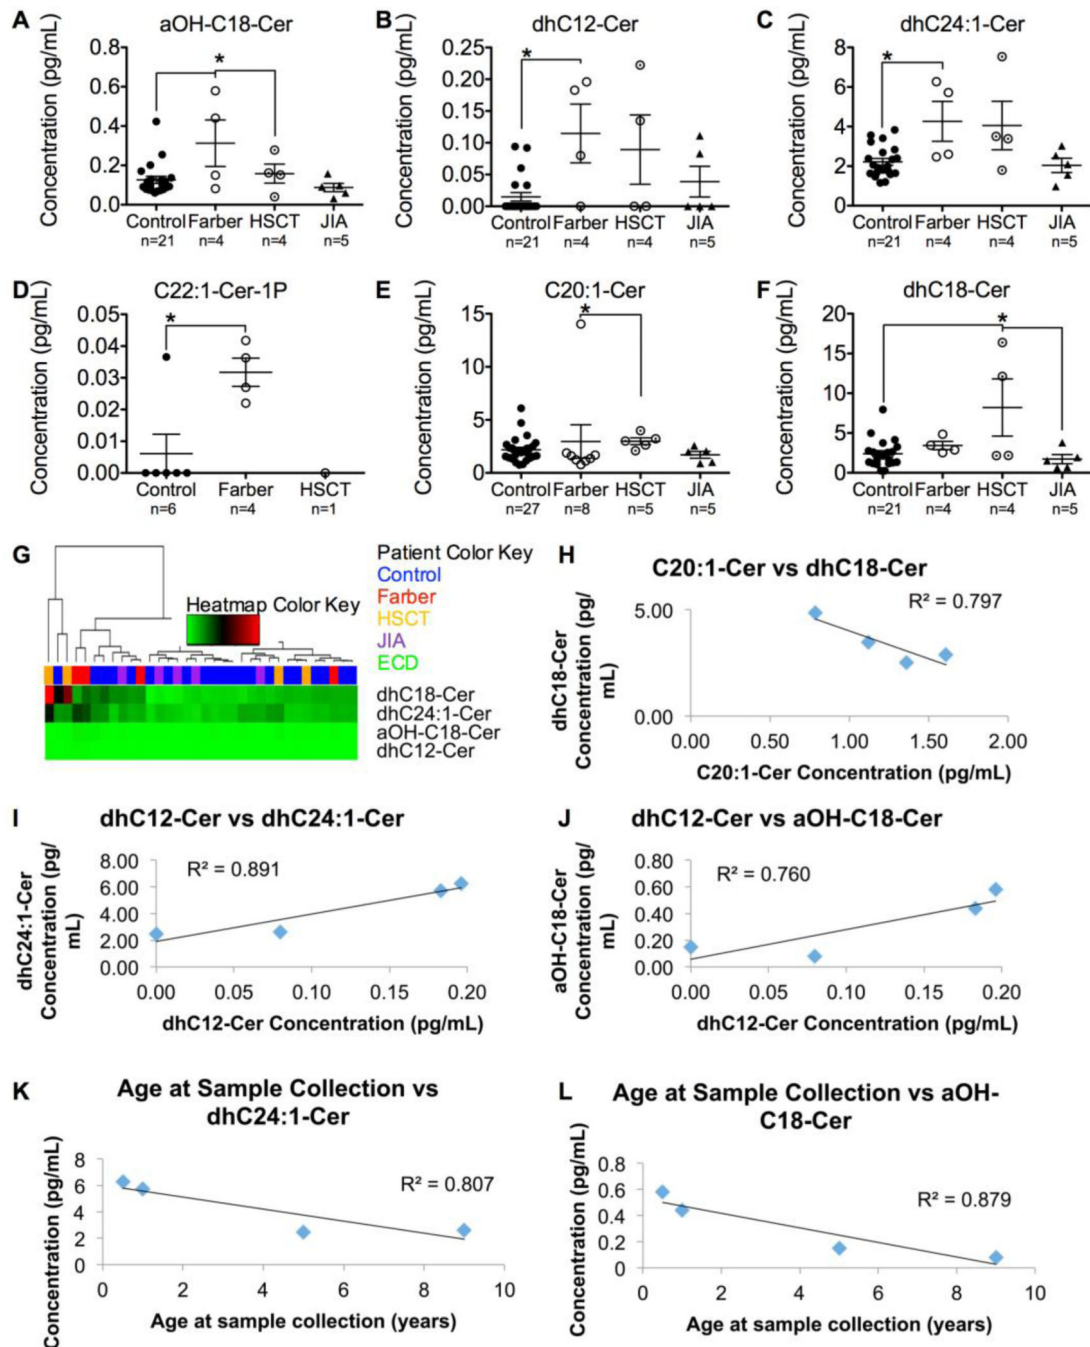 A aOH-C18-Cer
Concentration (pg/mL)
0.8
0.6
0.4
0.2
0.0
*
Control Farber HSCT JIA
n=21 n=4 n=4 n=5
B dhC12-Cer
Concentration (pg/mL)
0.25
0.20
0.15
0.10
0.05
0.00
*
Control Farber HSCT JIA
n=21 n=4 n=4 n=5
C dhC24:1-Cer
Concentration (pg/mL)
8
6
4
2
0
*
Control Farber HSCT JIA
n=21 n=4 n=4 n=5
D C22:1-Cer-1P
Concentration (pg/mL)
0.05
0.04
0.03
0.02
0.01
0.00
*
Control Farber HSCT
n=6 n=4 n=1
E C20:1-Cer
Concentration (pg/mL)
15
10
5
0
*
Control Farber HSCT JIA
n=27 n=8 n=5 n=5
F dhC18-Cer
Concentration (pg/mL)
20
15
10
5
0
*
Control Farber HSCT JIA
n=21 n=4 n=4 n=5
G
Patient Color Key
Control
Farber
HSCT
JIA
ECD
Heatmap Color Key
dhC18-Cer
dhC24:1-Cer
aOH-C18-Cer
dhC12-Cer
H C20:1-Cer vs dhC18-Cer
R² = 0.797
dhC18-Cer
Concentration (pg/
mL)
5.00
0.00
0.00 0.50 1.00 1.50 2.00
C20:1-Cer Concentration (pg/mL)
I dhC12-Cer vs dhC24:1-Cer
R² = 0.891
dhC24:1-Cer
Concentration (pg/
mL)
8.00
6.00
4.00
2.00
0.00
0.00 0.05 0.10 0.15 0.20
dhC12-Cer Concentration (pg/mL)
J dhC12-Cer vs aOH-C18-Cer
R² = 0.760
aOH-C18-Cer
Concentration (pg/
mL)
0.80
0.60
0.40
0.20
0.00
0.00 0.05 0.10 0.15 0.20
dhC12-Cer Concentration (pg/mL)
K Age at Sample Collection vs
dhC24:1-Cer
R² = 0.807
Concentration (pg/mL)
8
6
4
2
0
0 2 4 6 8 10
Age at sample collection (years)
L Age at Sample Collection vs aOH-
C18-Cer
R² = 0.879
Concentration (pg/mL)
0.8
0.6
0.4
0.2
0
0 2 4 6 8 10
Age at sample collection (years)